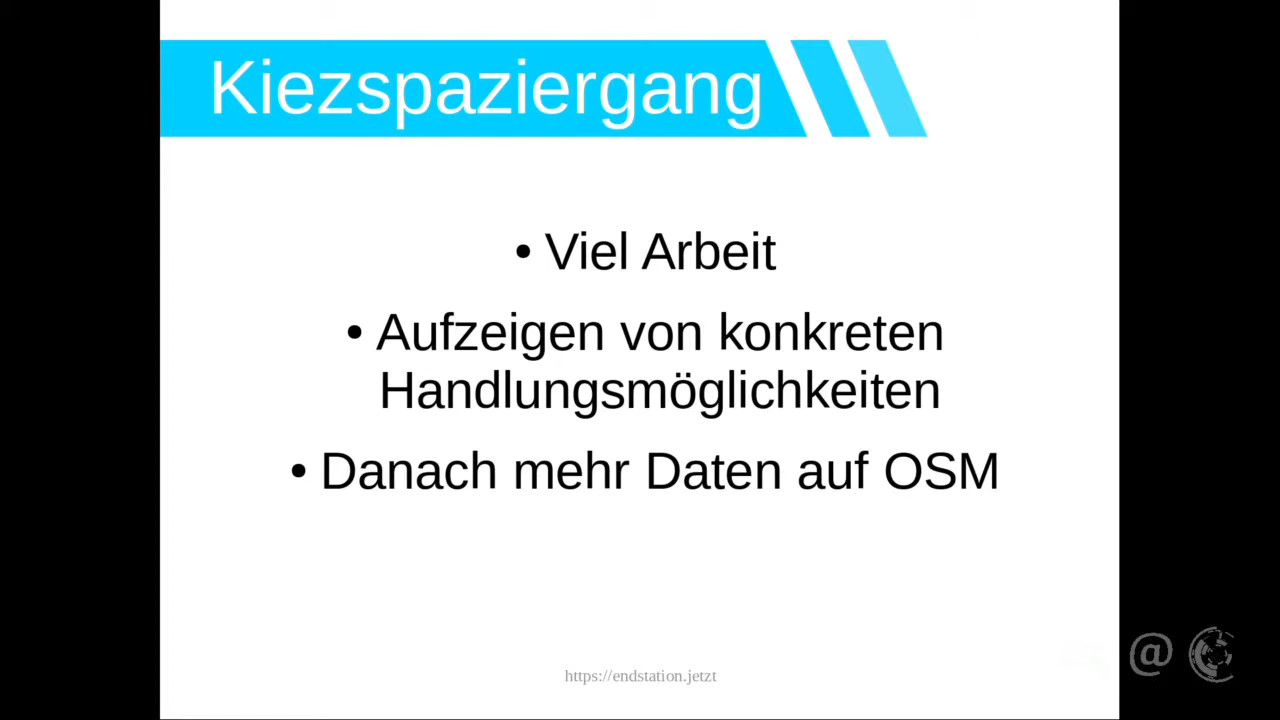 Kiezspaziergang
• Viel Arbeit
• Aufzeigen von konkreten
Handlungsmöglichkeiten
• Danach mehr Daten auf OSM
https://endstation.jetzt
@